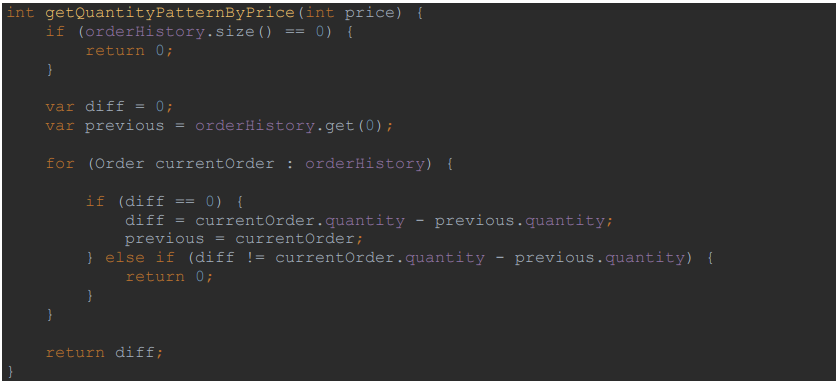 int getQuantityPatternByPrice(int price) {
    if (orderHistory.size() == 0) {
        return 0;
    }
    var diff = 0;
    var previous = orderHistory.get(0);
    for (Order currentOrder : orderHistory) {
        if (diff == 0) {
            diff = currentOrder.quantity - previous.quantity;
            previous = currentOrder;
        } else if (diff != currentOrder.quantity - previous.quantity) {
            return 0;
        }
    }
    return diff;
}